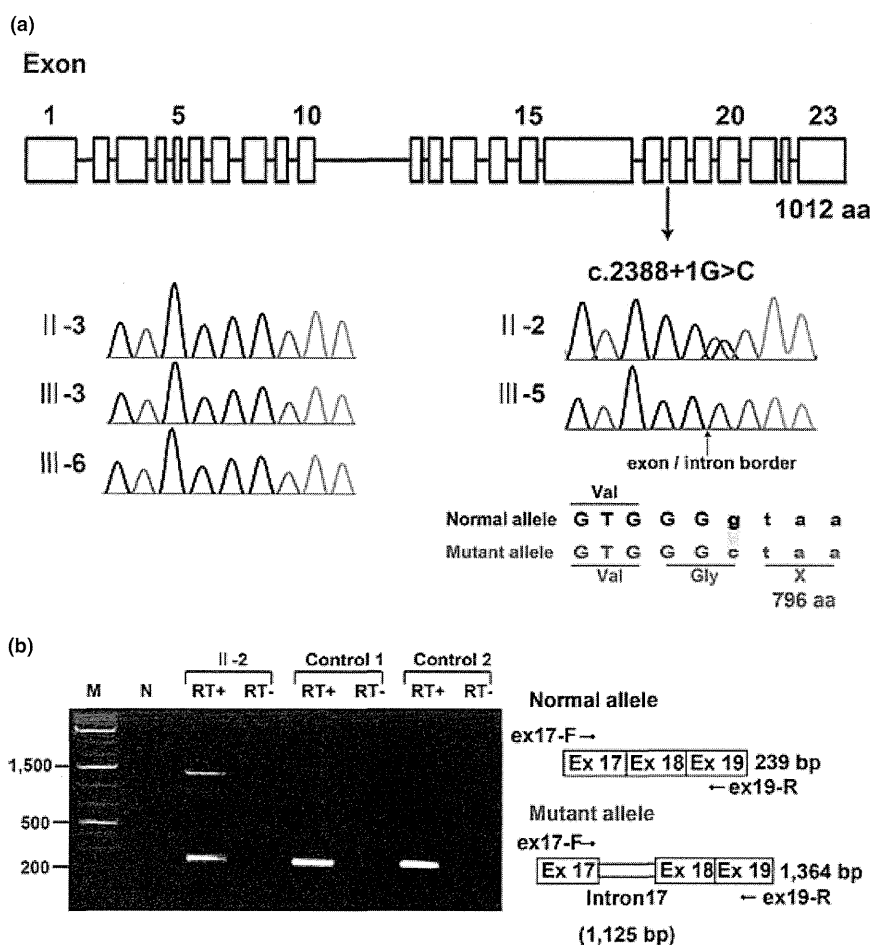 (a)
Exon
1 5 10 15 20 23
1012 aa
c.2388+1G>C
II-3
III-3
III-6
II-2
III-5
exon / intron border
Val
Normal allele G T G G G g t a a
Mutant allele G T G G G c t a a
Val Gly X
796 aa
(b)
II-2 Control 1 Control 2
M N RT+ RT- RT+ RT- RT+ RT-
1,500
500
200
Normal allele
ex17-F→
Ex 17 Ex 18 Ex 19 239 bp
←ex19-R
Mutant allele
ex17-F→
Ex 17 Ex 18 Ex 19 1,364 bp
Intron17 ←ex19-R
(1,125 bp)